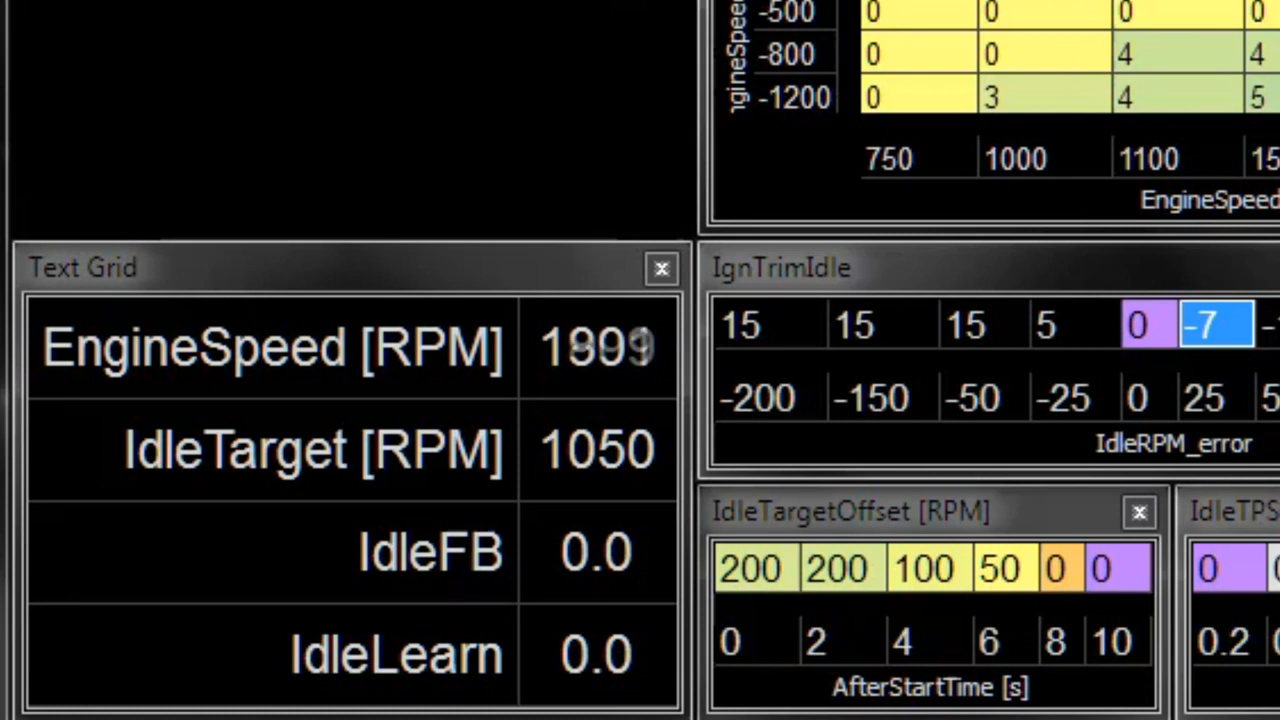 -500 0 0 0 0
-800 0 0 4 4
-1200 0 3 4 5
750 1000 1100
EngineSpeed
Text Grid
EngineSpeed [RPM]
IdleTarget [RPM] 1050
IdleFB 0.0
IdleLearn 0.0
IgnTrimIdle
15 15 15 5 0 -7
-200 -150 -50 -25 0 25
IdleRPM_error
IdleTargetOffset [RPM]
200 200 100 50 0 0
0 2 4 6 8 10
AfterStartTime [s]
IdleTPS
0
0.2